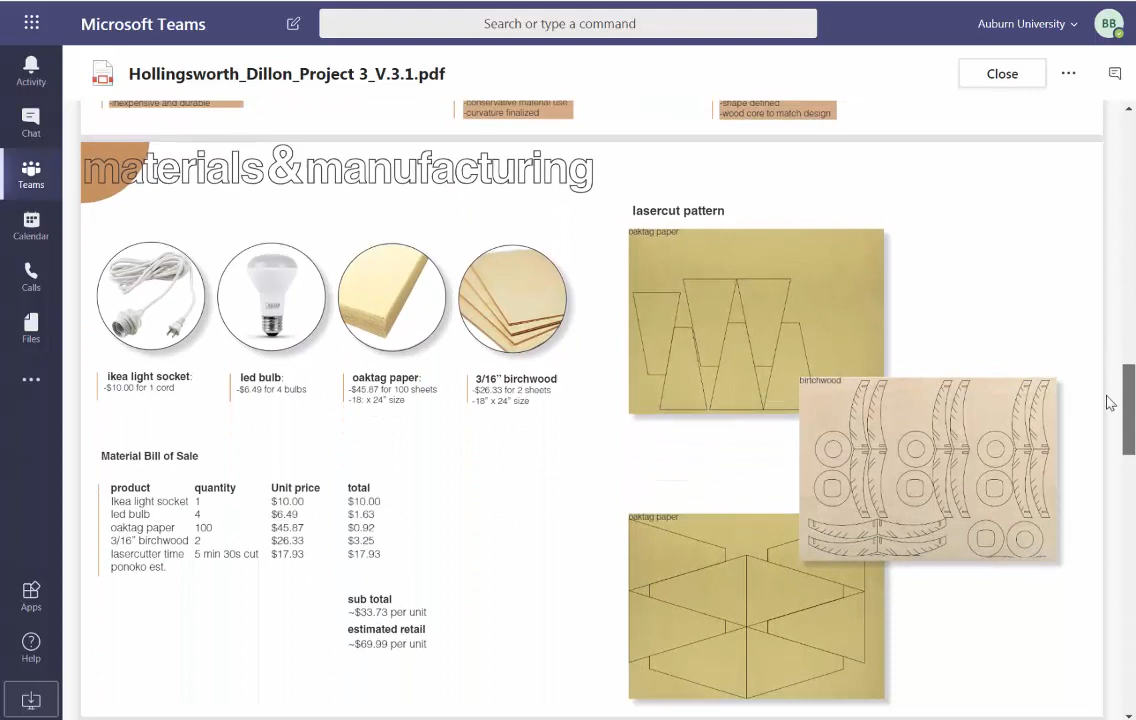 Microsoft Teams
Search or type a command
Auburn University
BB
Activity
Chat
Teams
Calendar
Calls
Files
Apps
Help
Hollingsworth_Dillon_Project 3_V.3.1.pdf
Close
-inexpensive and durable
-conservative material use
-curvature finalized
-shape defined
-wood core to match design
materials&manufacturing
lasercut pattern
oaktag paper
ikea light socket:
-$10.00 for 1 cord
led bulb:
-$6.49 for 4 bulbs
oaktag paper:
-$45.87 for 100 sheets
-18: x 24" size
3/16" birchwood
-$26.33 for 2 sheets
-18" x 24" size
birlchwood
Material Bill of Sale
product quantity Unit price total
Ikea light socket 1 $10.00 $10.00
led bulb 4 $6.49 $1.63
oaktag paper 100 $45.87 $0.92
3/16" birchwood 2 $26.33 $3.25
lasercutter time 5 min 30s cut $17.93 $17.93
ponoko est.
sub total
~$33.73 per unit
estimated retail
~$69.99 per unit
oaktag paper